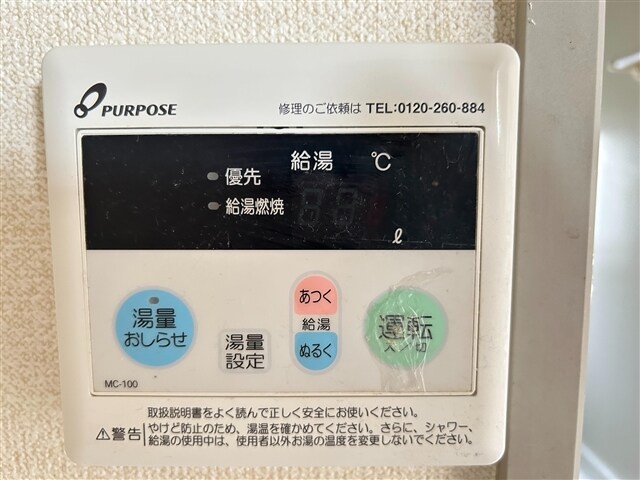 PURPOSE
修理のご依頼は TEL:0120-260-884
給湯 ℃
優先
給湯燃焼
ℓ
湯量
おしらせ
湯量
設定
あつく
給湯
ぬるく
運転
入/切
MC-100
取扱説明書をよく読んで正しく安全にお使いください。
⚠警告 やけど防止のため、湯温を確かめてください。さらに、シャワー、
給湯の使用中は、使用者以外お湯の温度を変更しないでください。